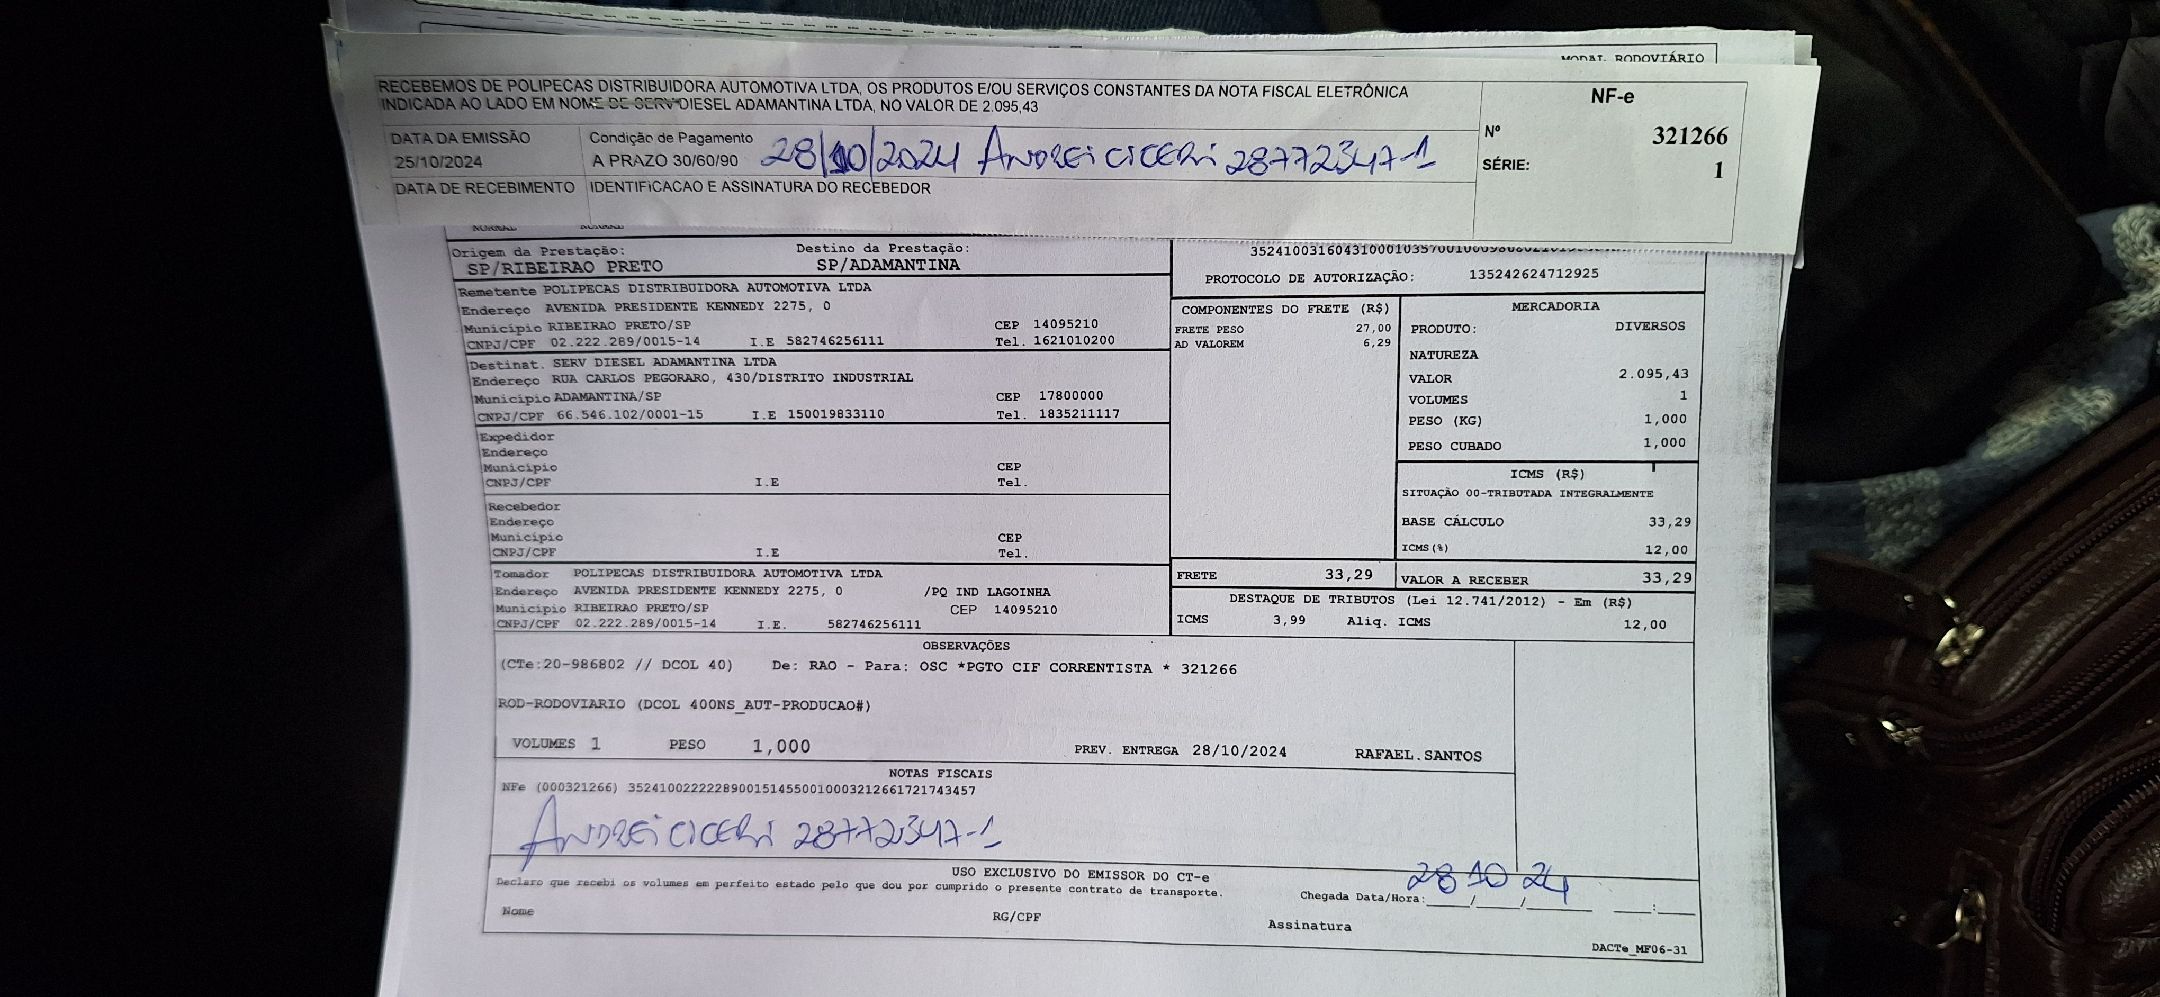 MODAL RODOVIÁRIO
RECEBEMOS DE POLIPECAS DISTRIBUIDORA AUTOMOTIVA LTDA, OS PRODUTOS E/OU SERVIÇOS CONSTANTES DA NOTA FISCAL ELETRÔNICA
INDICADA AO LADO EM NOME DE SERV DIESEL ADAMANTINA LTDA, NO VALOR DE 2.095,43
NF-e
Nº 321266
SÉRIE: 1
DATA DA EMISSÃO
25/10/2024
Condição de Pagamento
A PRAZO 30/60/90
28/10/2024 ANDREI CICERI 28772347-1
DATA DE RECEBIMENTO
IDENTIFICACAO E ASSINATURA DO RECEBEDOR
NORMAL NORMAL
Origem da Prestação: Destino da Prestação:
SP/RIBEIRAO PRETO SP/ADAMANTINA
PROTOCOLO DE AUTORIZAÇÃO: 135242624712925
Remetente POLIPECAS DISTRIBUIDORA AUTOMOTIVA LTDA
Endereço AVENIDA PRESIDENTE KENNEDY 2275, 0
Município RIBEIRAO PRETO/SP CEP 14095210
CNPJ/CPF 02.222.289/0015-14 I.E 582746256111 Tel. 1621010200
Destinat. SERV DIESEL ADAMANTINA LTDA
Endereço RUA CARLOS PEGORARO, 430/DISTRITO INDUSTRIAL
Município ADAMANTINA/SP CEP 17800000
CNPJ/CPF 66.546.102/0001-15 I.E 150019833110 Tel. 1835211117
Expedidor
Endereço
Município CEP
CNPJ/CPF I.E Tel.
Recebedor
Endereço
Município CEP
CNPJ/CPF I.E Tel.
Tomador POLIPECAS DISTRIBUIDORA AUTOMOTIVA LTDA
Endereço AVENIDA PRESIDENTE KENNEDY 2275, 0 /PQ IND LAGOINHA
Município RIBEIRAO PRETO/SP CEP 14095210
CNPJ/CPF 02.222.289/0015-14 I.E. 582746256111
COMPONENTES DO FRETE (R$)
FRETE PESO 27,00
AD VALOREM 6,29
MERCADORIA
PRODUTO: DIVERSOS
NATUREZA
VALOR 2.095,43
VOLUMES 1
PESO (KG) 1,000
PESO CUBADO 1,000
ICMS (R$)
SITUAÇÃO 00-TRIBUTADA INTEGRALMENTE
BASE CÁLCULO 33,29
ICMS(%) 12,00
FRETE 33,29 VALOR A RECEBER 33,29
DESTAQUE DE TRIBUTOS (Lei 12.741/2012) - Em (R$)
ICMS 3,99 Aliq. ICMS 12,00
OBSERVAÇÕES
(CTe:20-986802 // DCOL 40) De: RAO - Para: OSC *PGTO CIF CORRENTISTA * 321266
ROD-RODOVIARIO (DCOL 400NS_AUT-PRODUCAO#)
VOLUMES 1 PESO 1,000 PREV. ENTREGA 28/10/2024 RAFAEL.SANTOS
NOTAS FISCAIS
NFe (000321266) 35241002222289001514550010003212661721743457
ANDREI CICERI 28772347-1
USO EXCLUSIVO DO EMISSOR DO CT-e
Declaro que recebi os volumes em perfeito estado pelo que dou por cumprido o presente contrato de transporte.
28 10 24
Chegada Data/Hora:____/____/______ ____:____
Nome RG/CPF Assinatura
DACTe_MF06-31